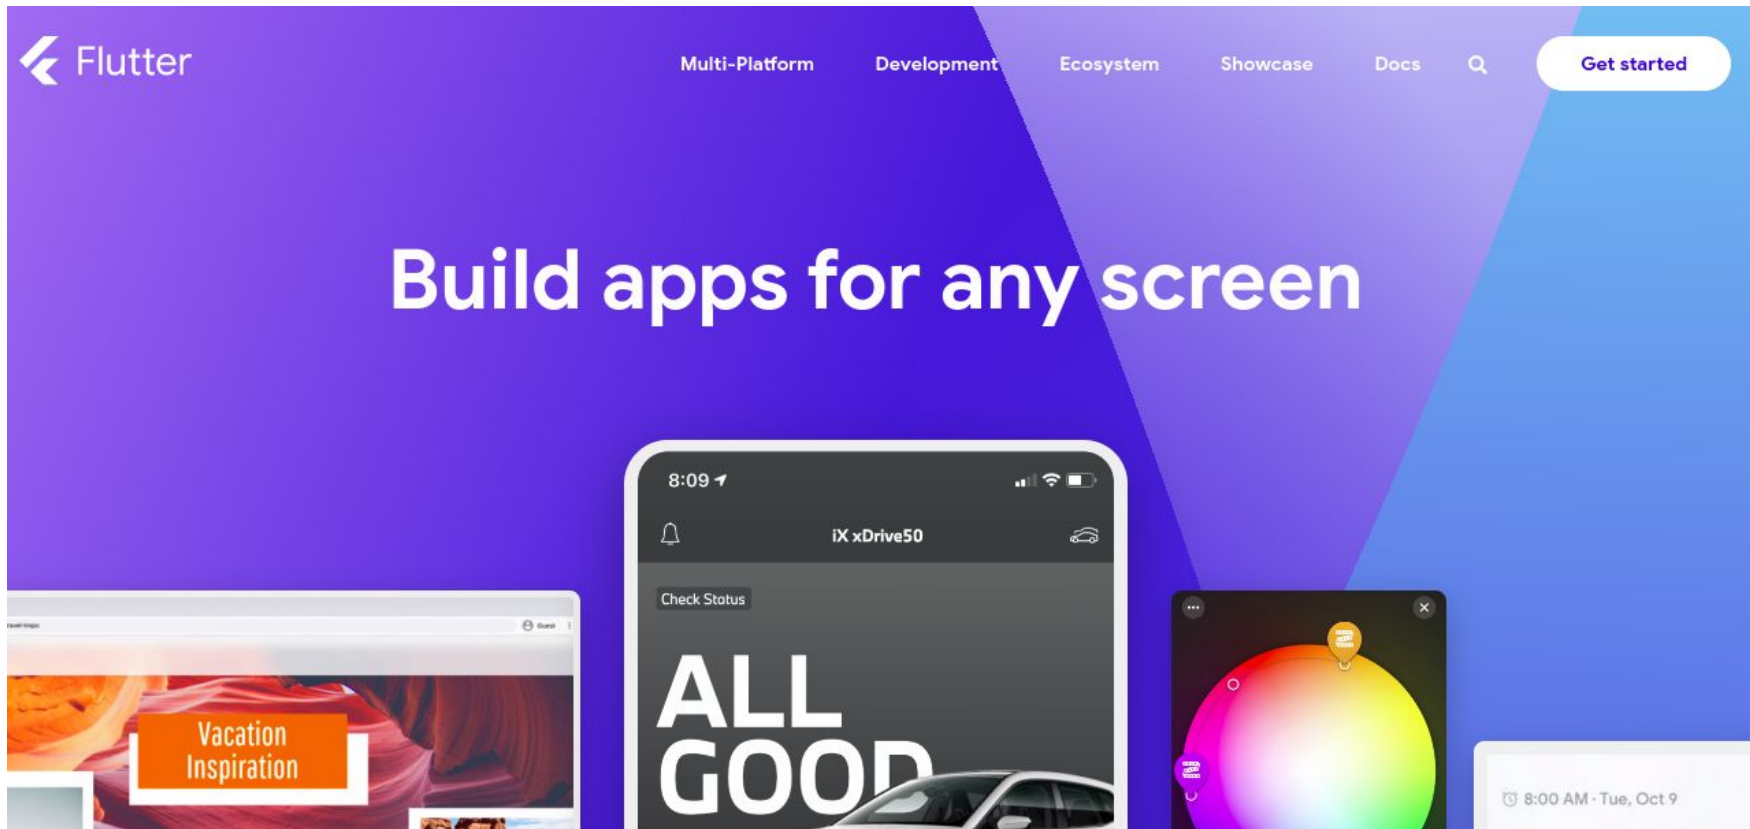 Flutter
Multi-Platform
Development
Ecosystem
Showcase
Docs
Get started
Build apps for any screen
8:09
iX xDrive50
Check Status
ALL
GOOD
Guest
Vacation
Inspiration
8:00 AM · Tue, Oct 9